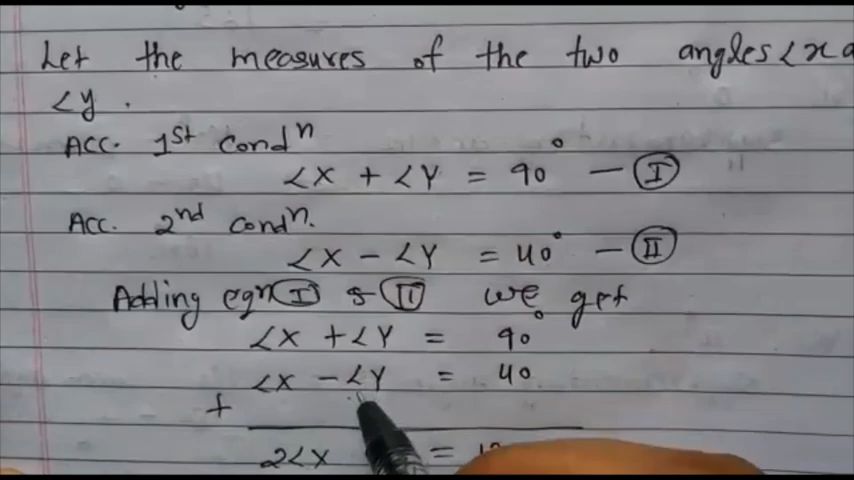 Let the measures of the two angles ∠x
∠y .
Acc. 1st condn
∠X + ∠Y = 90° — I
Acc. 2nd condn.
∠X - ∠Y = 40° — II
Adding eqn I & II we get
∠X + ∠Y = 90°
∠X - ∠Y = 40
+
2∠X =